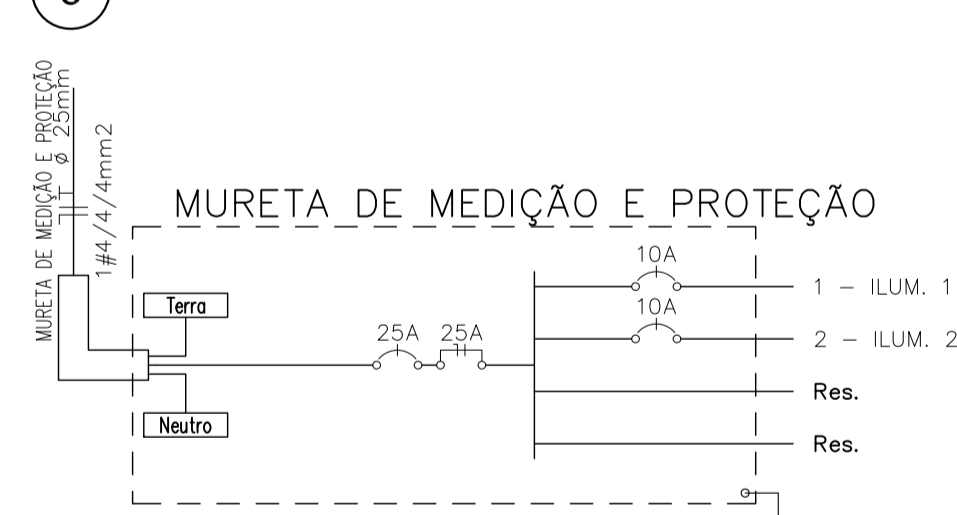 MURETA DE MEDIÇÃO E PROTEÇÃO
ø 25mm
1#4/4/4mm2
MURETA DE MEDIÇÃO E PROTEÇÃO
Terra
Neutro
25A
25A
10A
1 – ILUM. 1
10A
2 – ILUM. 2
Res.
Res.